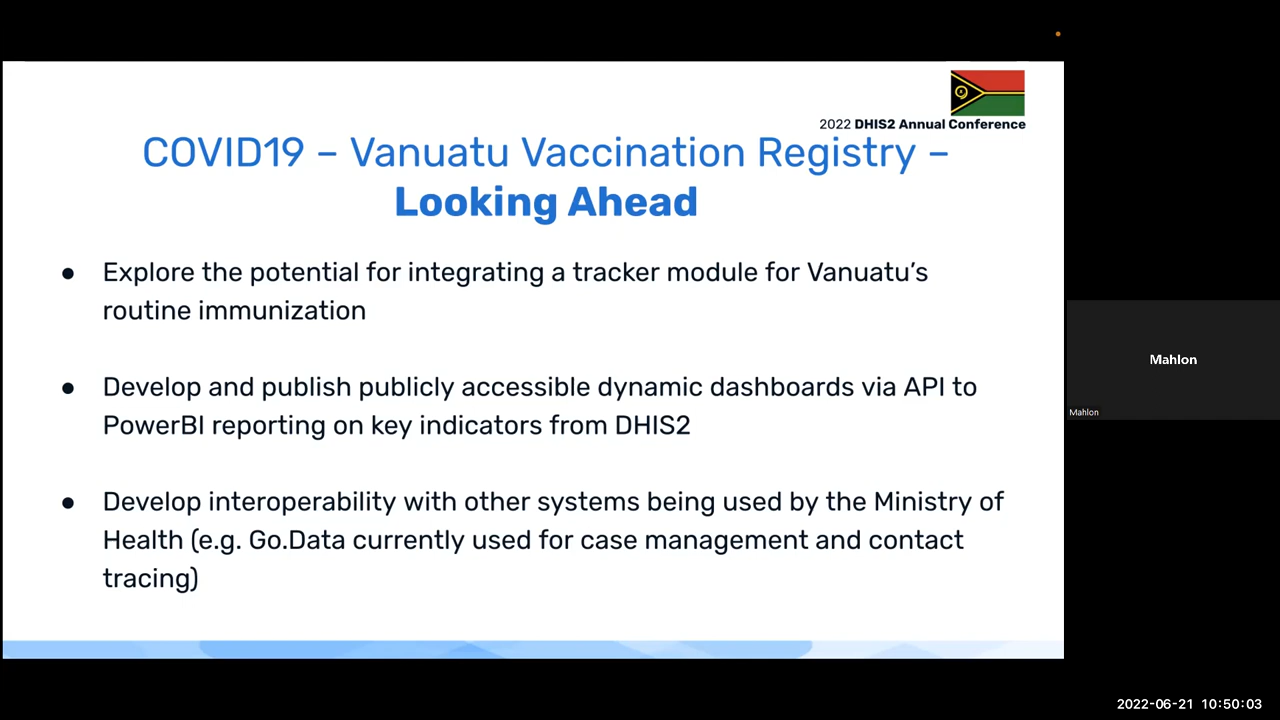 2022 DHIS2 Annual Conference
COVID19 – Vanuatu Vaccination Registry –
Looking Ahead
● Explore the potential for integrating a tracker module for Vanuatu's
routine immunization
● Develop and publish publicly accessible dynamic dashboards via API to
PowerBI reporting on key indicators from DHIS2
● Develop interoperability with other systems being used by the Ministry of
Health (e.g. Go.Data currently used for case management and contact
tracing)
Mahlon
Mahlon
2022-06-21 10:50:03